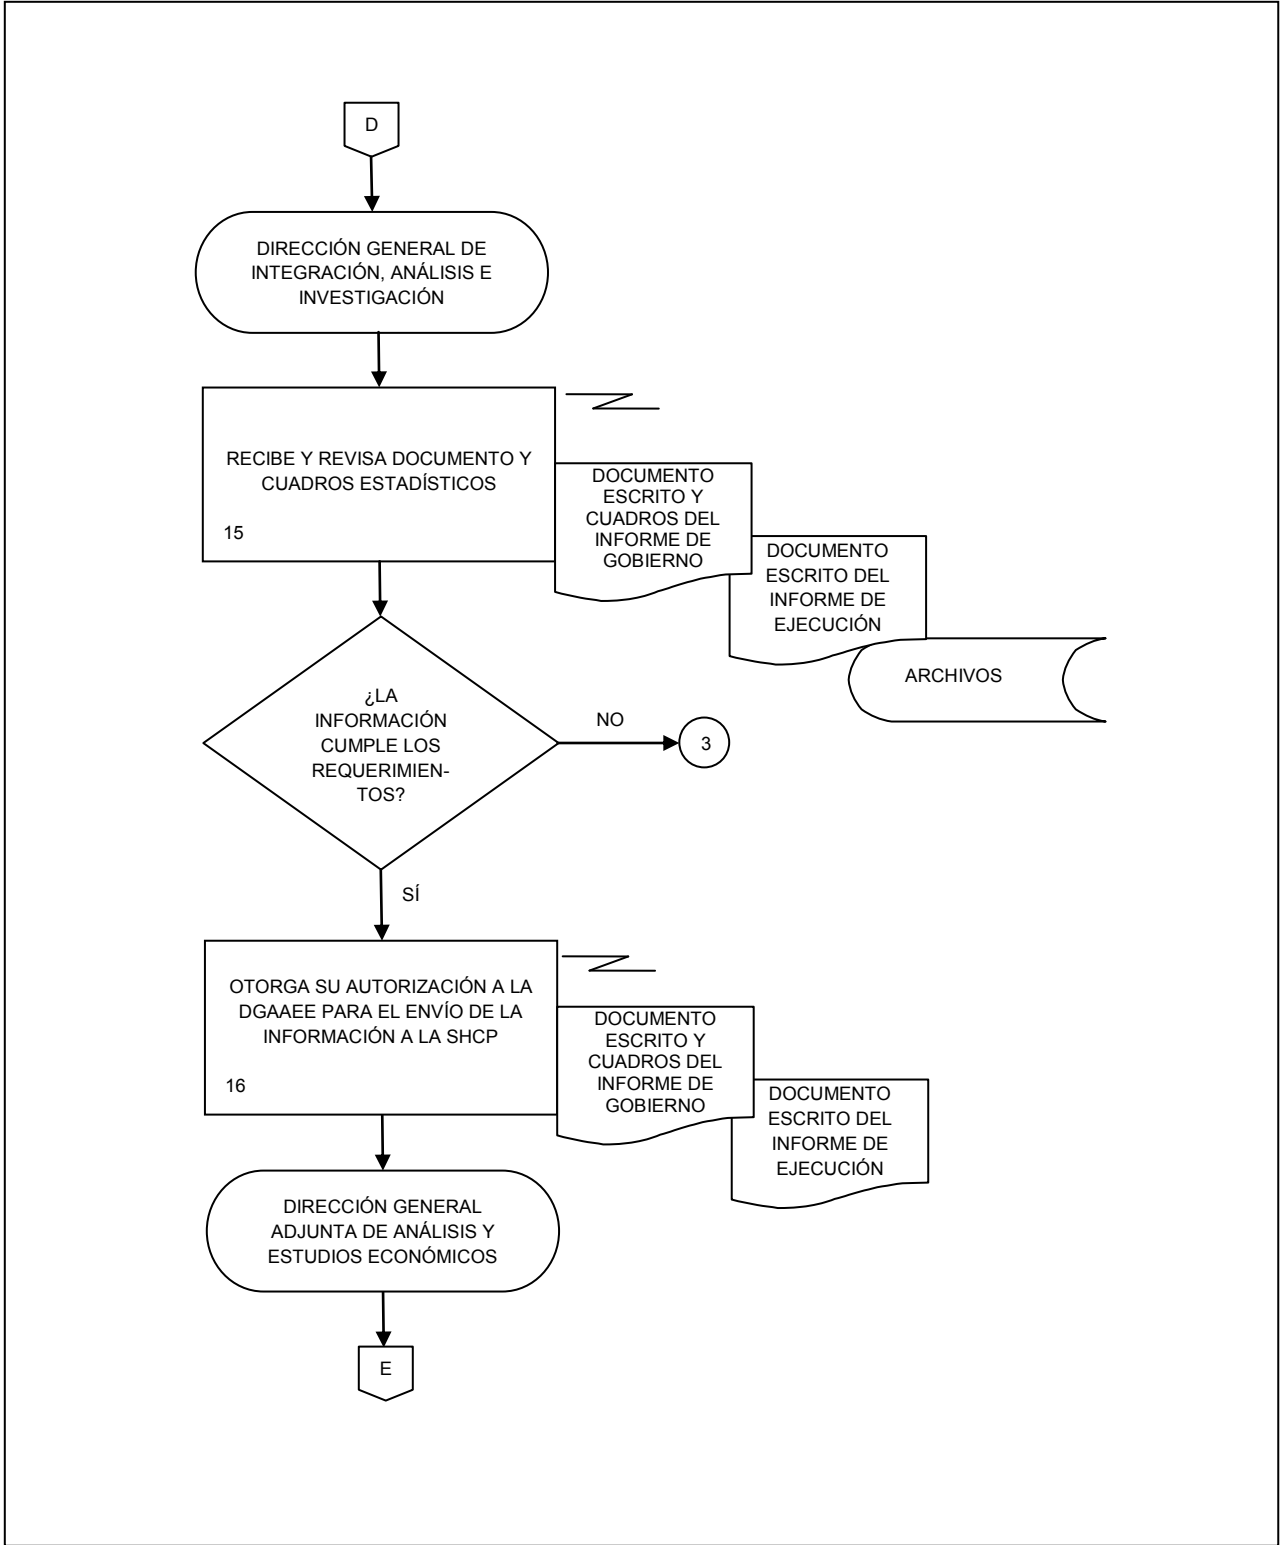 D
DIRECCIÓN GENERAL DE
INTEGRACIÓN, ANÁLISIS E
INVESTIGACIÓN
RECIBE Y REVISA DOCUMENTO Y
CUADROS ESTADÍSTICOS
15
DOCUMENTO
ESCRITO Y
CUADROS DEL
INFORME DE
GOBIERNO
DOCUMENTO
ESCRITO DEL
INFORME DE
EJECUCIÓN
ARCHIVOS
¿LA
INFORMACIÓN
CUMPLE LOS
REQUERIMIEN-
TOS?
NO
3
SÍ
OTORGA SU AUTORIZACIÓN A LA
DGAAEE PARA EL ENVÍO DE LA
INFORMACIÓN A LA SHCP
16
DOCUMENTO
ESCRITO Y
CUADROS DEL
INFORME DE
GOBIERNO
DOCUMENTO
ESCRITO DEL
INFORME DE
EJECUCIÓN
DIRECCIÓN GENERAL
ADJUNTA DE ANÁLISIS Y
ESTUDIOS ECONÓMICOS
E